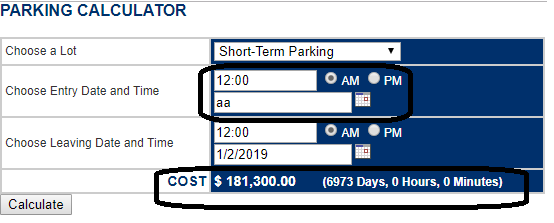 PARKING CALCULATOR
Choose a Lot Short-Term Parking
12:00 AM PM
Choose Entry Date and Time
aa
12:00 AM PM
Choose Leaving Date and Time
1/2/2019
COST $ 181,300.00 (6973 Days, 0 Hours, 0 Minutes)
Calculate